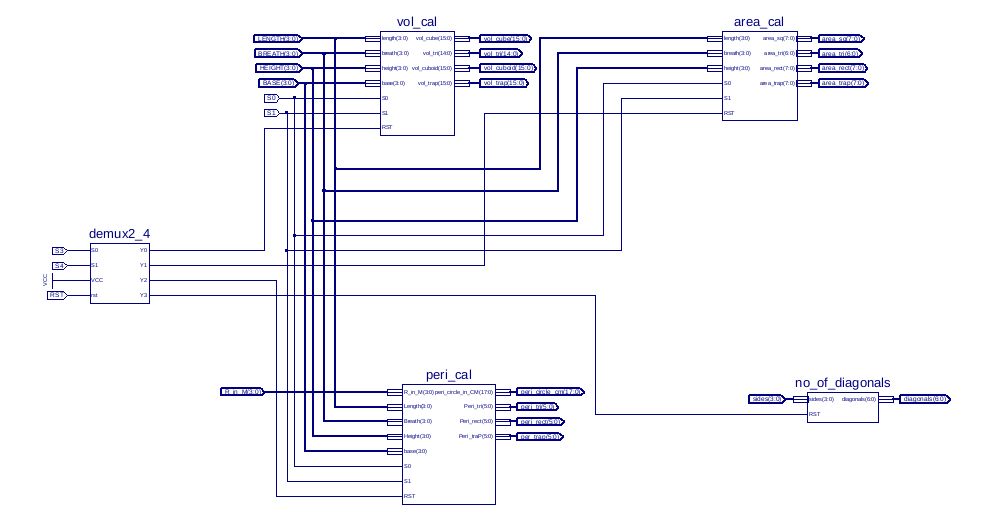 vol_cal
LENGTH(3:0)
BREATH(3:0)
HEIGHT(3:0)
BASE(3:0)
S0
S1
length(3:0)
breath(3:0)
height(3:0)
base(3:0)
S0
S1
RST
vol_cube(15:0)
vol_tri(14:0)
vol_cuboid(15:0)
vol_trap(15:0)
vol_cube(15:0)
vol_tri(14:0)
vol_cuboid(15:0)
vol_trap(15:0)
area_cal
length(3:0)
breath(3:0)
height(3:0)
S0
S1
RST
area_sq(7:0)
area_tri(6:0)
area_rect(7:0)
area_trap(7:0)
area_sq(7:0)
area_tri(6:0)
area_rect(7:0)
area_trap(7:0)
demux2_4
S3
S4
VCC
RST
S0
S1
VCC
rst
Y0
Y1
Y2
Y3
peri_cal
R_in_M(3:0)
R_in_M(3:0)
Length(3:0)
Breath(3:0)
Height(3:0)
base(3:0)
S0
S1
RST
peri_circle_in_CM(17:0)
Peri_tri(5:0)
Peri_rect(5:0)
Peri_traP(5:0)
peri_circle_cm(17:0)
peri_tri(5:0)
peri_rect(5:0)
per_trap(5:0)
no_of_diagonals
sides(3:0)
sides(3:0)
RST
diagonals(6:0)
diagonals(6:0)